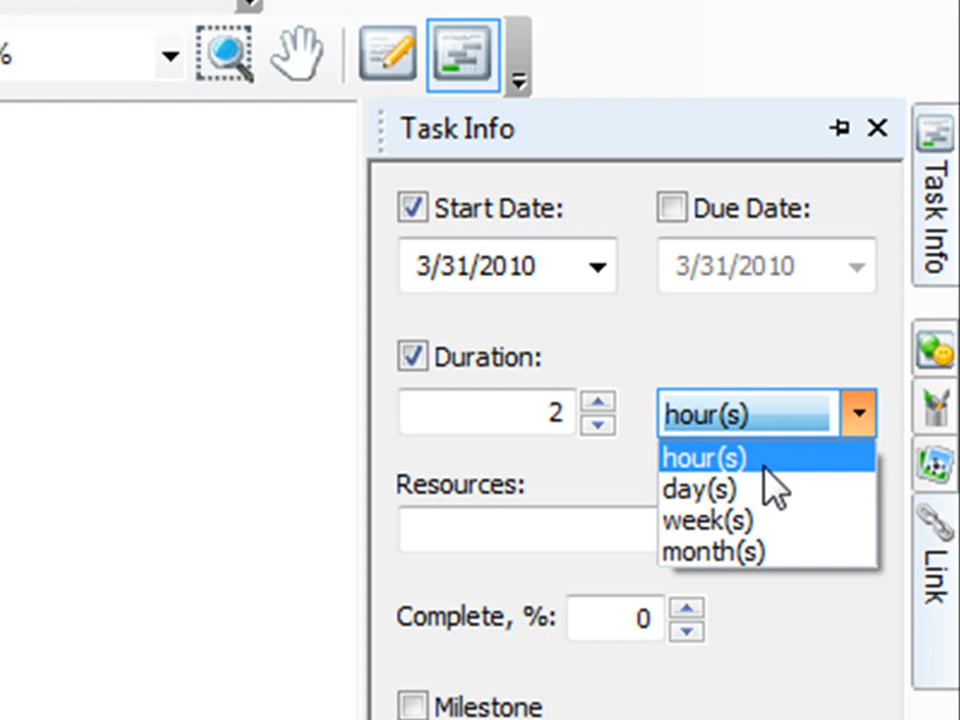 %
Task Info
Start Date:
Due Date:
3/31/2010
3/31/2010
Duration:
2
hour(s)
hour(s)
day(s)
week(s)
month(s)
Resources:
Complete, %:
0
Milestone
Task Info
Link